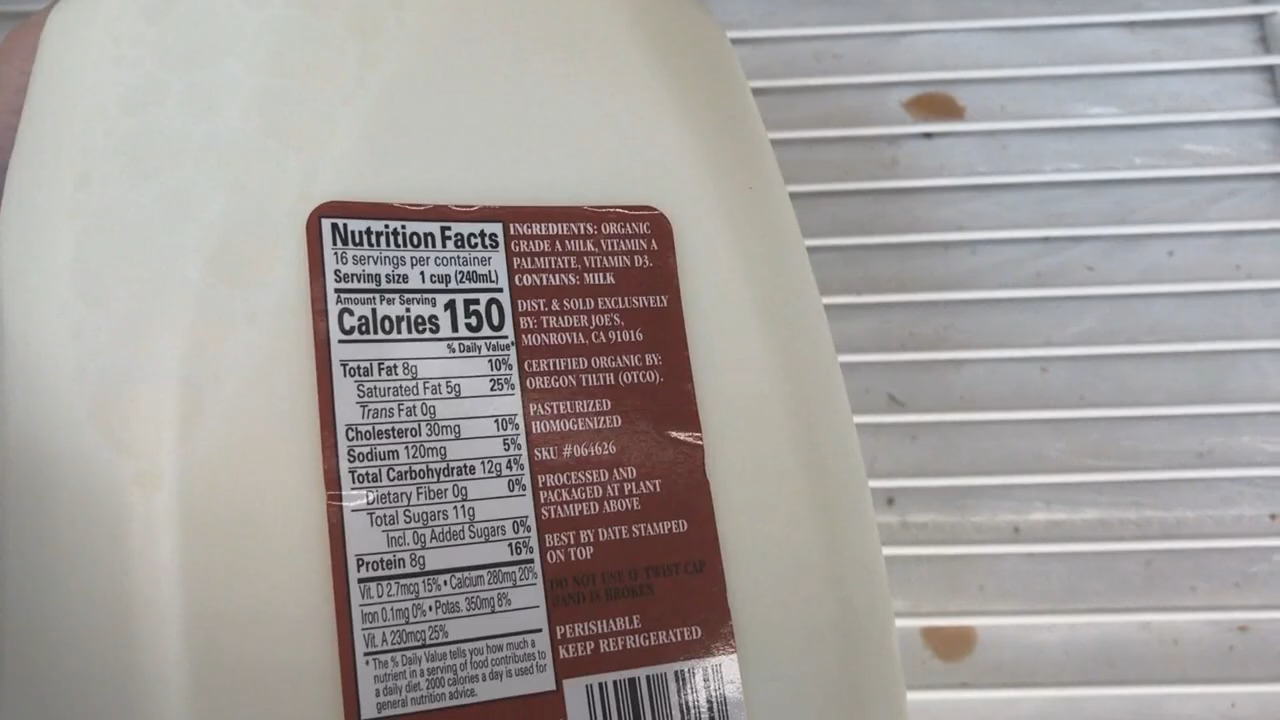 Nutrition Facts
16 servings per container
Serving size 1 cup (240mL)
Amount Per Serving
Calories 150
% Daily Value*
Total Fat 8g 10%
Saturated Fat 5g 25%
Trans Fat 0g
Cholesterol 30mg 10%
Sodium 120mg 5%
Total Carbohydrate 12g 4%
Dietary Fiber 0g 0%
Total Sugars 11g
Incl. 0g Added Sugars 0%
Protein 8g 16%
Vit. D 2.7mcg 15% • Calcium 280mg 20%
Iron 0.1mg 0% • Potas. 350mg 8%
Vit. A 230mcg 25%
* The % Daily Value tells you how much a
nutrient in a serving of food contributes to
a daily diet. 2000 calories a day is used for
general nutrition advice.
INGREDIENTS: ORGANIC
GRADE A MILK, VITAMIN A
PALMITATE, VITAMIN D3.
CONTAINS: MILK
DIST. & SOLD EXCLUSIVELY
BY: TRADER JOE'S,
MONROVIA, CA 91016
CERTIFIED ORGANIC BY:
OREGON TILTH (OTCO).
PASTEURIZED
HOMOGENIZED
SKU #064626
PROCESSED AND
PACKAGED AT PLANT
STAMPED ABOVE
BEST BY DATE STAMPED
ON TOP
DO NOT USE IF TWIST CAP
BAND IS BROKEN
PERISHABLE
KEEP REFRIGERATED